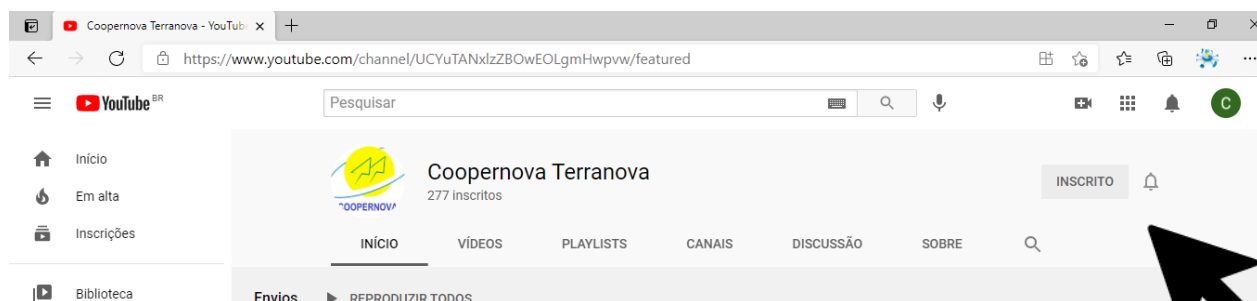 Coopernova Terranova - YouTub
https://www.youtube.com/channel/UCYuTANxlzZBOwEOLgmHwpvw/featured
YouTube BR
Pesquisar
C
Início
Em alta
Inscrições
Biblioteca
COOPERNOVA
Coopernova Terranova
277 inscritos
INSCRITO
INÍCIO VÍDEOS PLAYLISTS CANAIS DISCUSSÃO SOBRE
Envios REPRODUZIR TODOS